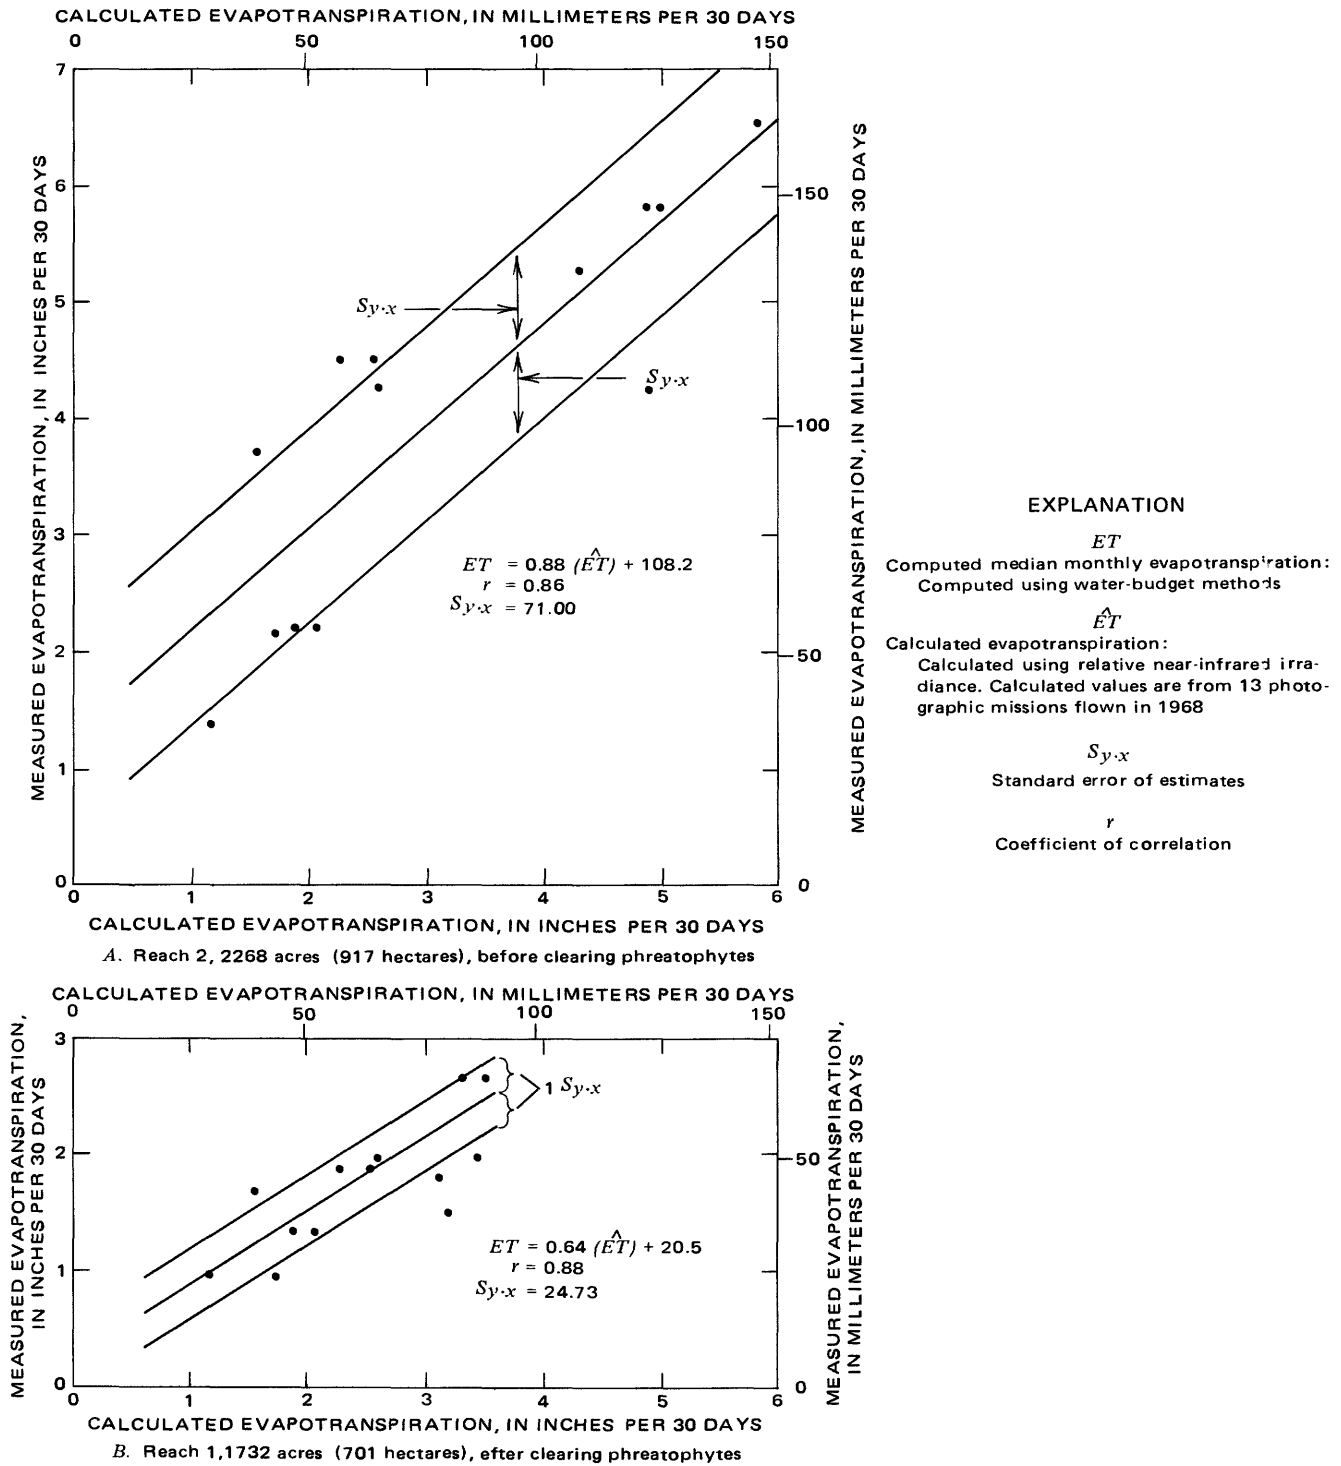 CALCULATED EVAPOTRANSPIRATION, IN MILLIMETERS PER 30 DAYS
0 50 100 150
MEASURED EVAPOTRANSPIRATION, IN INCHES PER 30 DAYS
7
6
5
4
3
2
1
0
Sy·x
Sy·x
ET = 0.88 (ÊT) + 108.2
r = 0.86
Sy·x = 71.00
150
100
50
0
MEASURED EVAPOTRANSPIRATION, IN MILLIMETERS PER 30 DAYS
0 1 2 3 4 5 6
CALCULATED EVAPOTRANSPIRATION, IN INCHES PER 30 DAYS
A. Reach 2, 2268 acres (917 hectares), before clearing phreatophytes
EXPLANATION
ET
Computed median monthly evapotranspiration:
Computed using water-budget methods
ÊT
Calculated evapotranspiration:
Calculated using relative near-infrared irra-
diance. Calculated values are from 13 photo-
graphic missions flown in 1968
Sy·x
Standard error of estimates
r
Coefficient of correlation
CALCULATED EVAPOTRANSPIRATION, IN MILLIMETERS PER 30 DAYS
0 50 100 150
MEASURED EVAPOTRANSPIRATION,
IN INCHES PER 30 DAYS
3
2
1
0
1 Sy·x
ET = 0.64 (ÊT) + 20.5
r = 0.88
Sy·x = 24.73
50
0
MEASURED EVAPOTRANSPIRATION,
IN MILLIMETERS PER 30 DAYS
0 1 2 3 4 5 6
CALCULATED EVAPOTRANSPIRATION, IN INCHES PER 30 DAYS
B. Reach 1,1732 acres (701 hectares), efter clearing phreatophytes